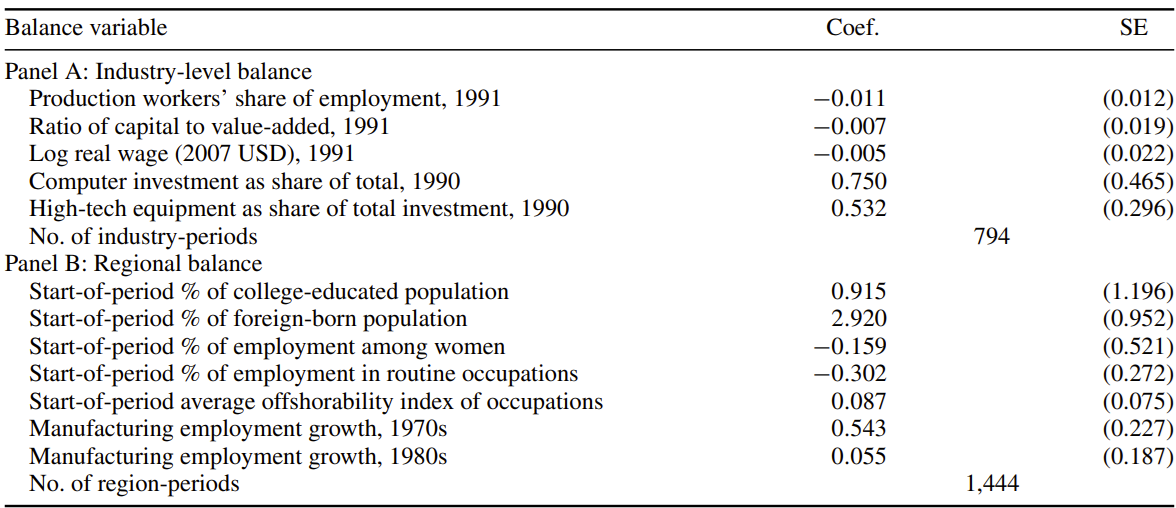 Balance variable Coef. SE
Panel A: Industry-level balance
Production workers’ share of employment, 1991 −0.011 (0.012)
Ratio of capital to value-added, 1991 −0.007 (0.019)
Log real wage (2007 USD), 1991 −0.005 (0.022)
Computer investment as share of total, 1990 0.750 (0.465)
High-tech equipment as share of total investment, 1990 0.532 (0.296)
No. of industry-periods 794
Panel B: Regional balance
Start-of-period % of college-educated population 0.915 (1.196)
Start-of-period % of foreign-born population 2.920 (0.952)
Start-of-period % of employment among women −0.159 (0.521)
Start-of-period % of employment in routine occupations −0.302 (0.272)
Start-of-period average offshorability index of occupations 0.087 (0.075)
Manufacturing employment growth, 1970s 0.543 (0.227)
Manufacturing employment growth, 1980s 0.055 (0.187)
No. of region-periods 1,444